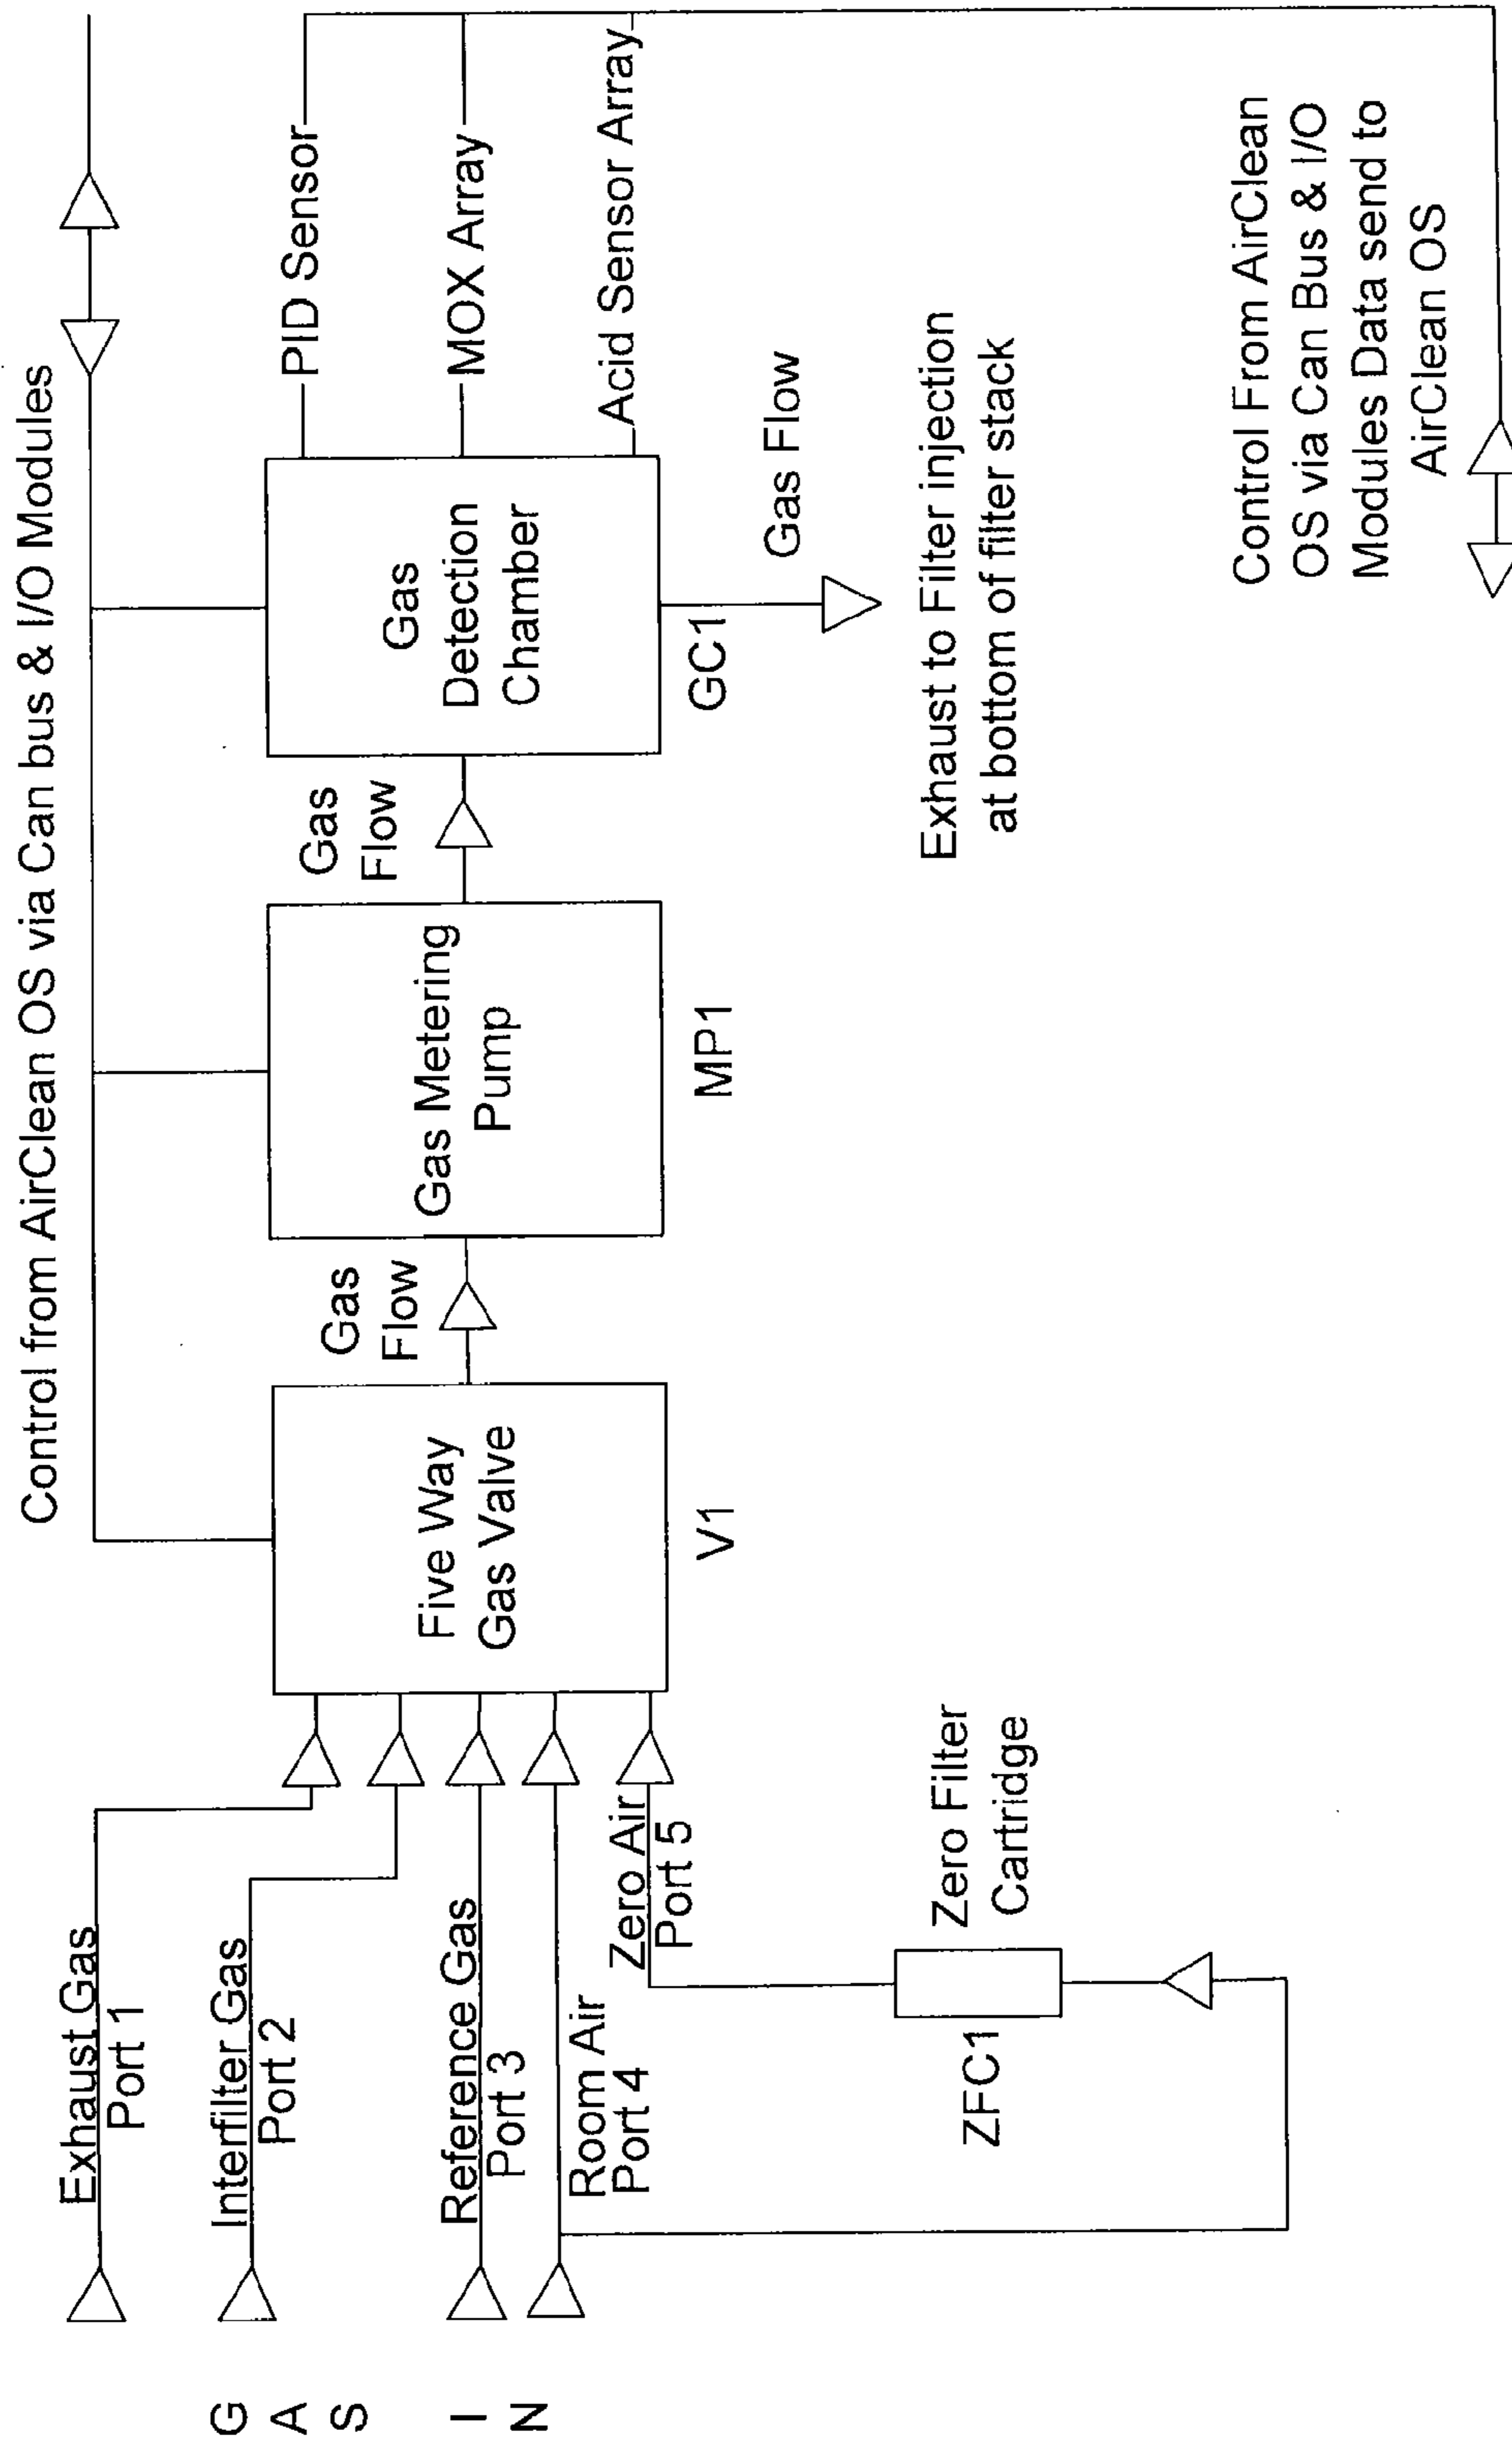 Control from AirClean OS via Can bus & I/O Modules
GAS IN
Exhaust Gas
Port 1
Interfilter Gas
Port 2
Reference Gas
Port 3
Room Air
Port 4
Zero Air
Port 5
ZFC1
Zero Filter
Cartridge
Five Way
Gas Valve
V1
Gas
Flow
Gas Metering
Pump
MP1
Gas
Flow
Gas
Detection
Chamber
GC1
PID Sensor
MOX Array
Acid Sensor Array
Gas Flow
Exhaust to Filter injection
at bottom of filter stack
Control From AirClean
OS via Can Bus & I/O
Modules Data send to
AirClean OS